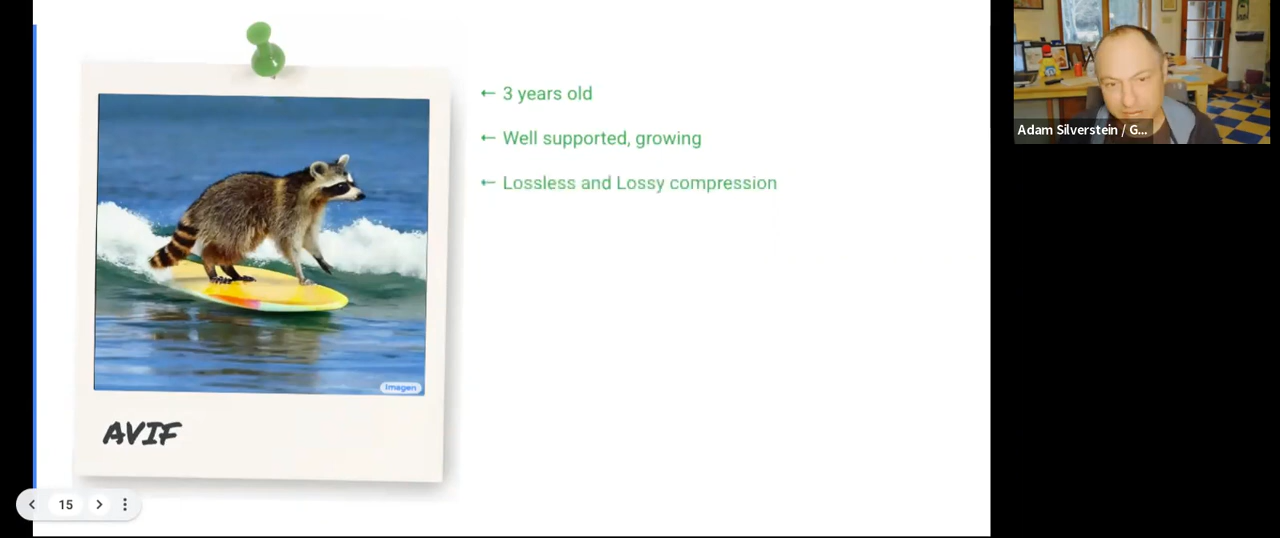 ← 3 years old
← Well supported, growing
← Lossless and Lossy compression
Imagen
AVIF
15
Adam Silverstein / G...